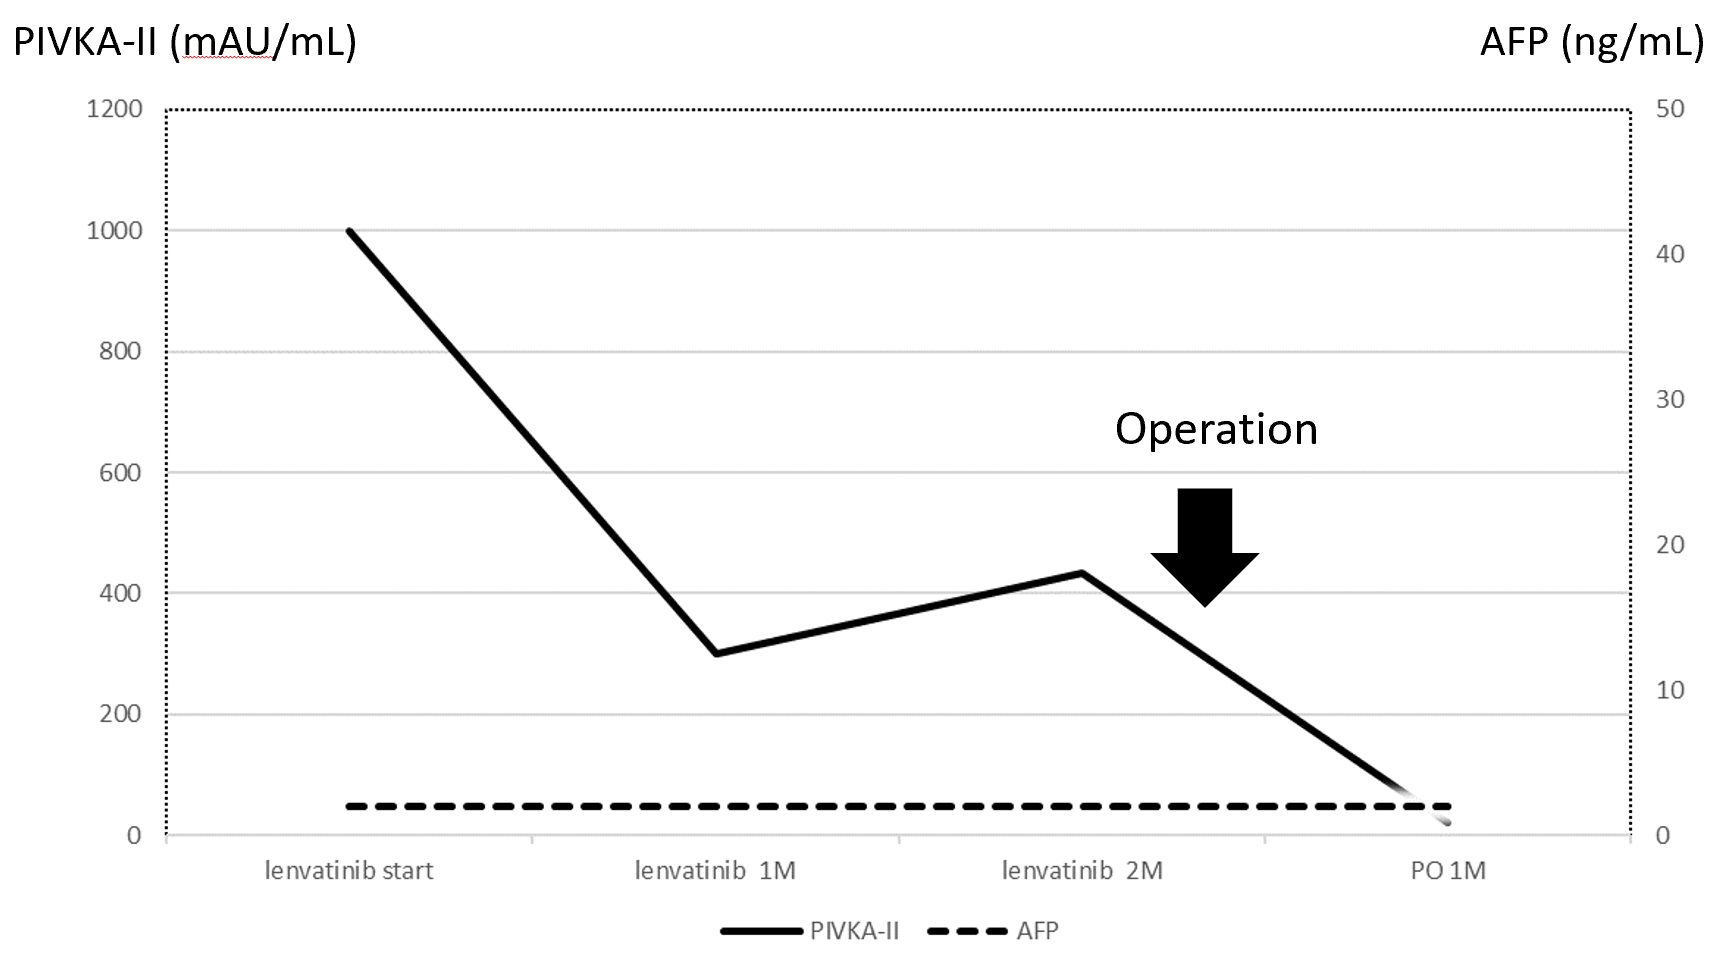 PIVKA-II (mAU/mL)
AFP (ng/mL)
1200
1000
800
600
400
200
0
50
40
30
20
10
0
Operation
lenvatinib start
lenvatinib 1M
lenvatinib 2M
PO 1M
PIVKA-II
AFP